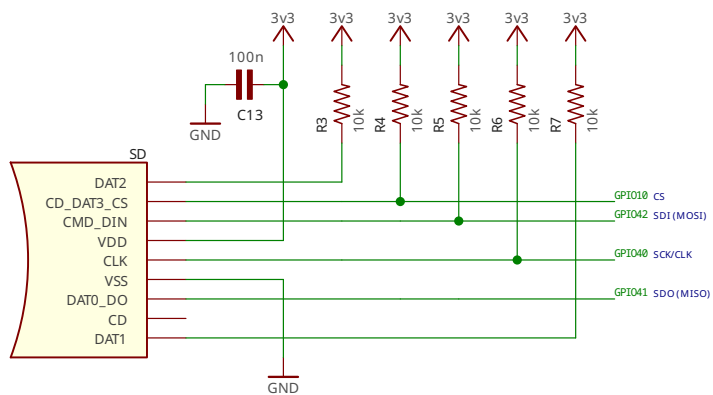 3v3 3v3 3v3 3v3 3v3 3v3
100n
C13
GND
R3 10k R4 10k R5 10k R6 10k R7 10k
SD
DAT2
CD_DAT3_CS GPIO10 CS
CMD_DIN GPIO42 SDI(MOSI)
VDD
CLK GPIO40 SCK/CLK
VSS
DAT0_DO GPIO41 SDO(MISO)
CD
DAT1
GND